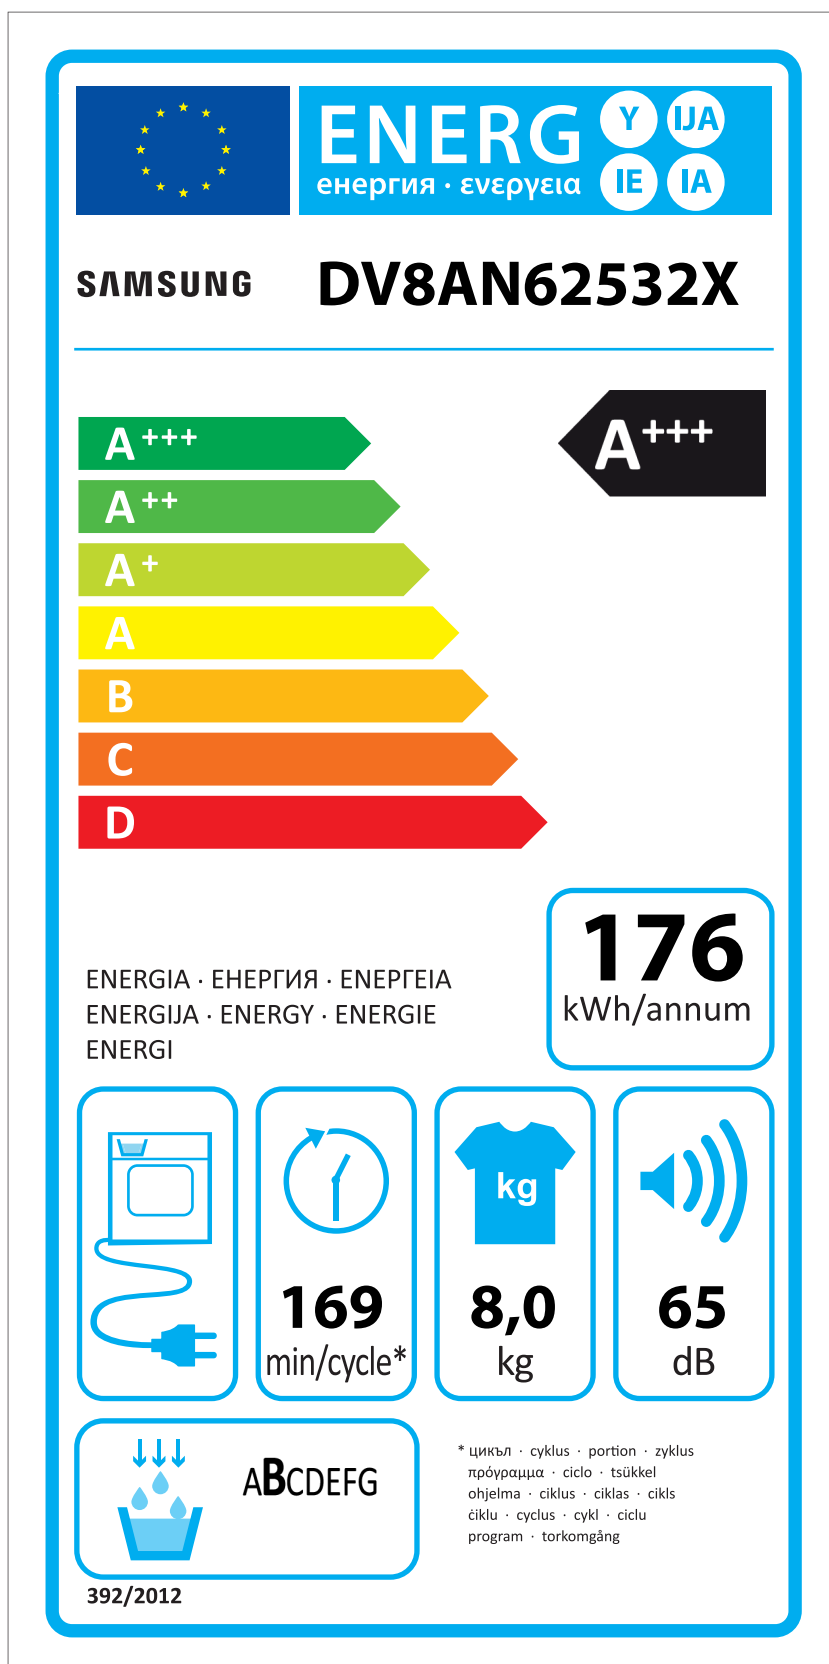 ENERG
Y
IJA
енергия · ενεργεια
IE
IA
SAMSUNG
DV8AN62532X
A+++
A+++
A++
A+
A
B
C
D
176
kWh/annum
ENERGIA · ЕНЕРГИЯ · ΕΝΕΡΓΕΙΑ
ENERGIJA · ENERGY · ENERGIE
ENERGI
kg
169
min/cycle*
8,0
kg
65
dB
ABCDEFG
* цикъл · cyklus · portion · zyklus
πρόγραμμα · ciclo · tsükkel
ohjelma · ciklus · ciklas · cikls
ċiklu · cyclus · cykl · ciclu
program · torkomgång
392/2012